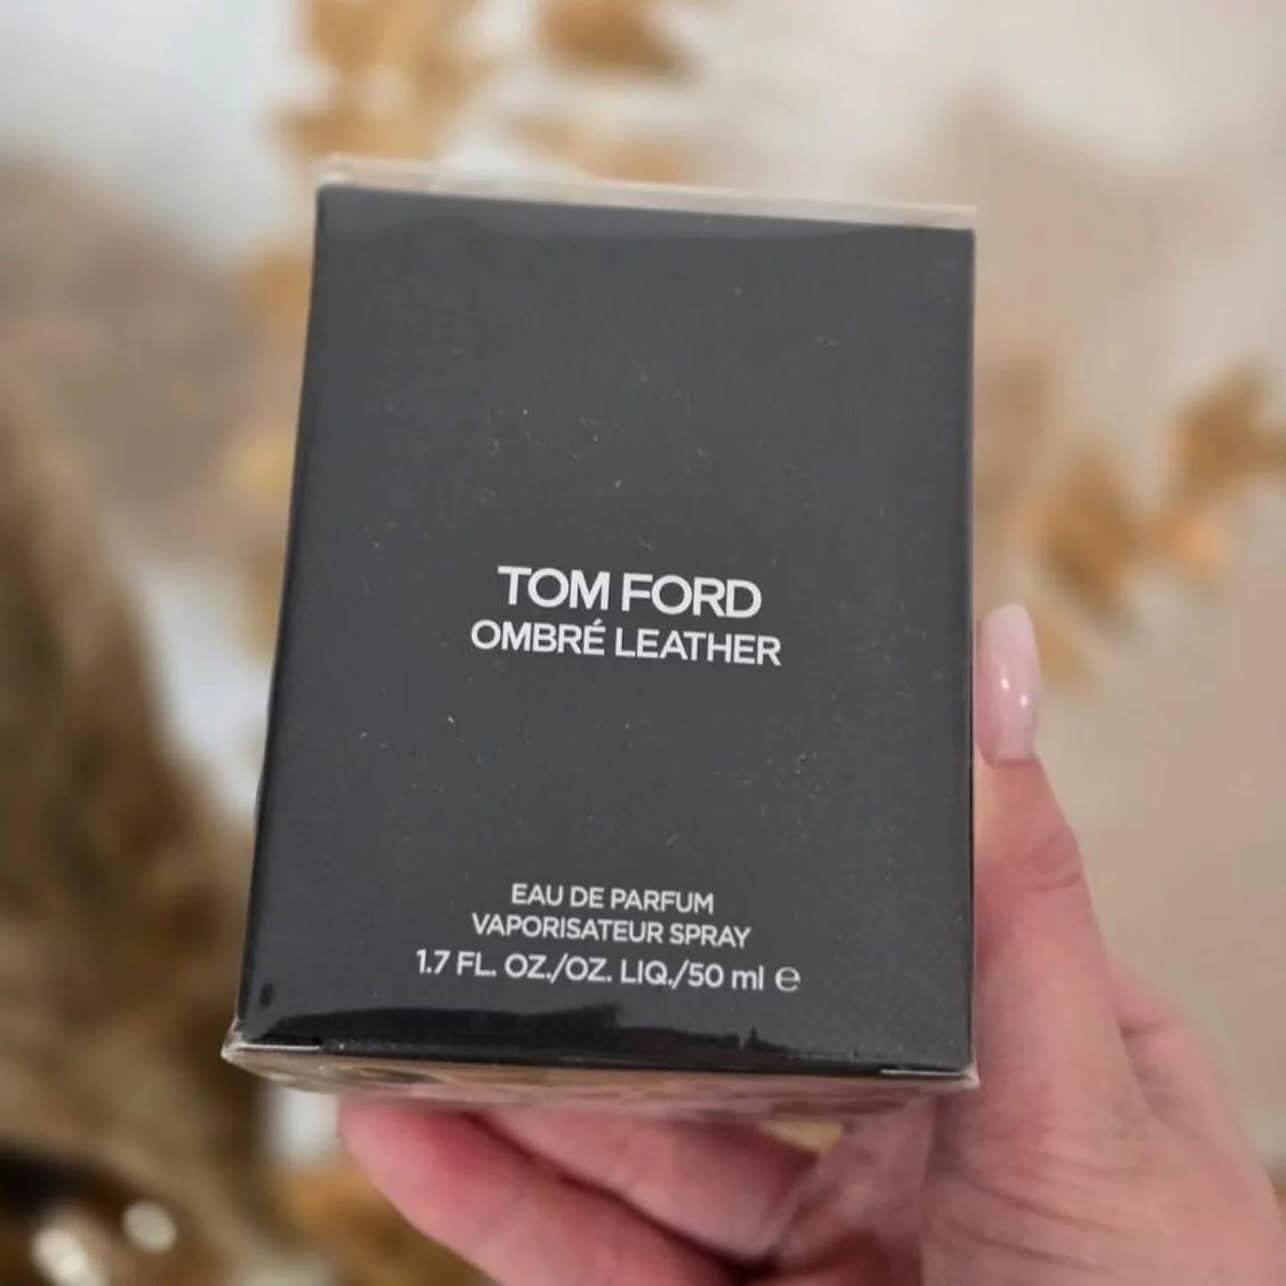 TOM FORD
OMBRÉ LEATHER
EAU DE PARFUM
VAPORISATEUR SPRAY
1.7 FL. OZ./OZ. LIQ./50 ml ℮